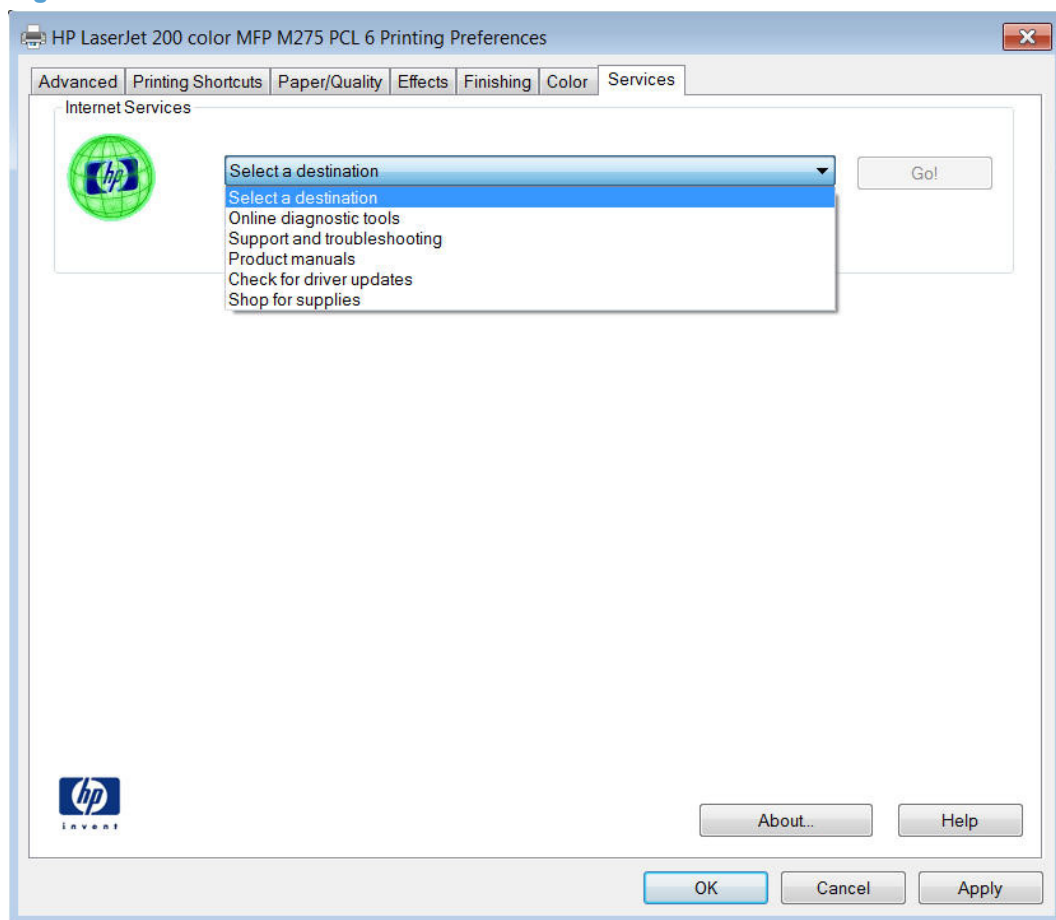 HP LaserJet 200 color MFP M275 PCL 6 Printing Preferences
Advanced Printing Shortcuts Paper/Quality Effects Finishing Color Services
Internet Services
hp
Select a destination Go!
Select a destination
Online diagnostic tools
Support and troubleshooting
Product manuals
Check for driver updates
Shop for supplies
hp
invent
About... Help
OK Cancel Apply